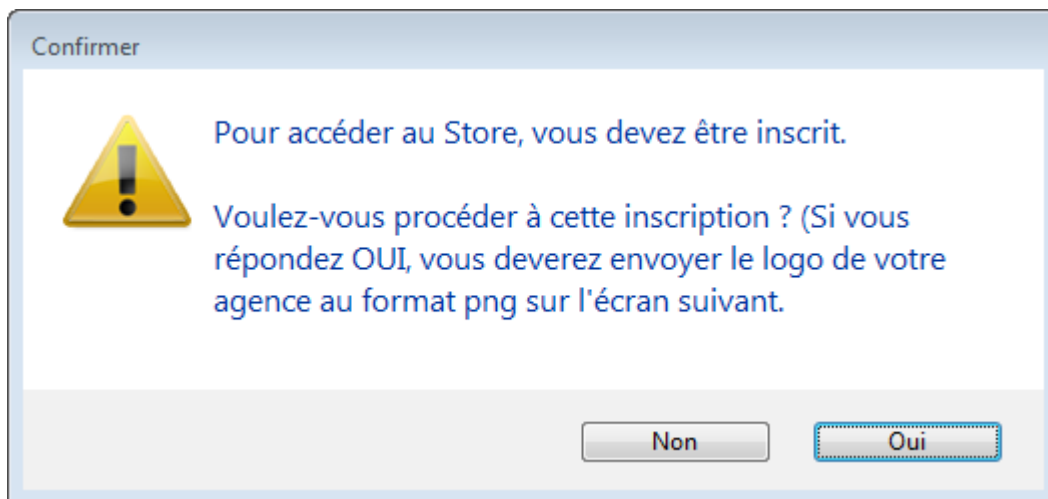 Confirmer
Pour accéder au Store, vous devez être inscrit.
Voulez-vous procéder à cette inscription ? (Si vous
répondez OUI, vous deverez envoyer le logo de votre
agence au format png sur l'écran suivant.
Non
Oui